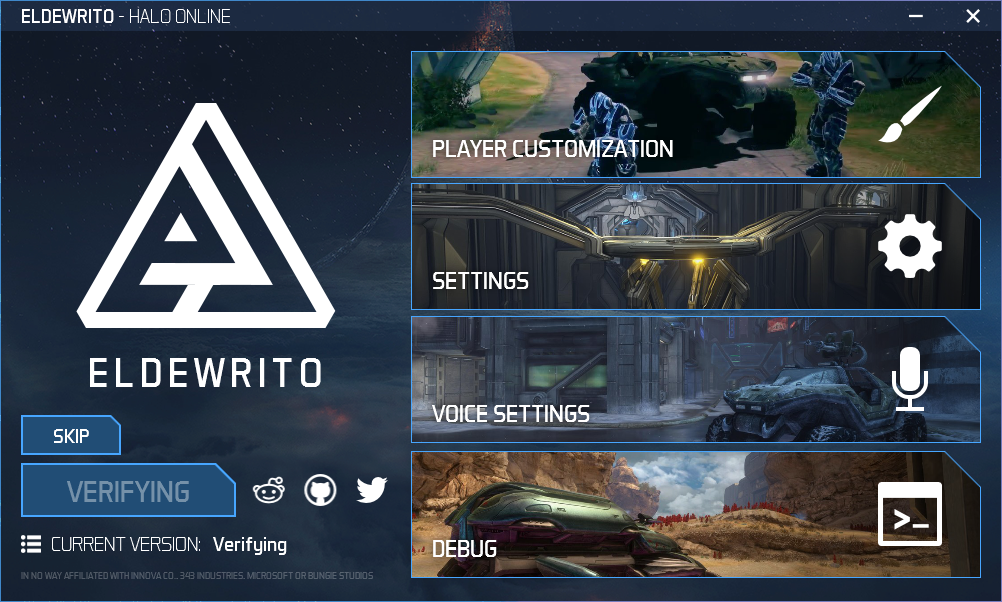 ELDEWRITO - HALO ONLINE
PLAYER CUSTOMIZATION
SETTINGS
ELDEWRITO
VOICE SETTINGS
SKIP
VERIFYING
CURRENT VERSION: Verifying
DEBUG
IN NO WAY AFFILIATED WITH INNOVA CO., 343 INDUSTRIES, MICROSOFT OR BUNGIE STUDIOS